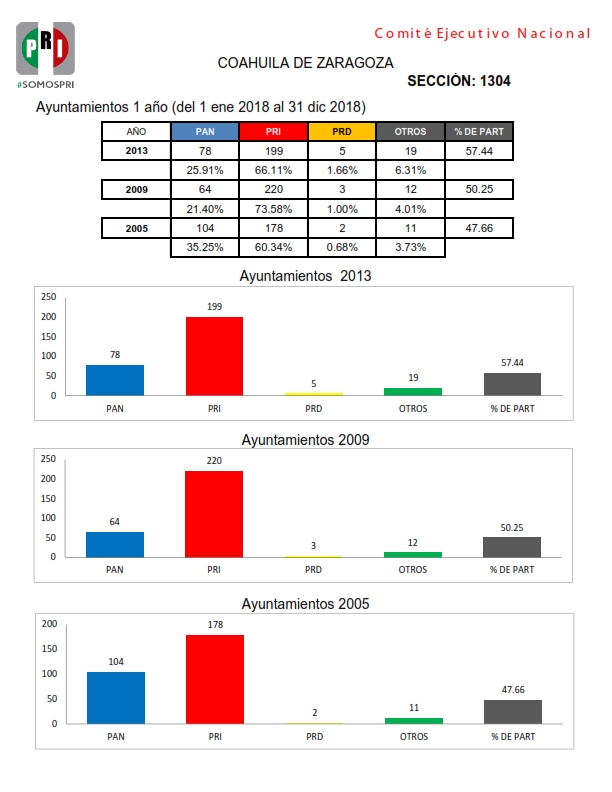 Comité Ejecutivo Nacional
PRI
#SOMOSPRI
COAHUILA DE ZARAGOZA
SECCIÓN: 1304
Ayuntamientos 1 año (del 1 ene 2018 al 31 dic 2018)
AÑO PAN PRI PRD OTROS % DE PART
2013 78 199 5 19 57.44
25.91% 66.11% 1.66% 6.31%
2009 64 220 3 12 50.25
21.40% 73.58% 1.00% 4.01%
2005 104 178 2 11 47.66
35.25% 60.34% 0.68% 3.73%
Ayuntamientos 2013
250
200
150
100
50
0
78 199 5 19 57.44
PAN PRI PRD OTROS % DE PART
Ayuntamientos 2009
250
200
150
100
50
0
64 220 3 12 50.25
PAN PRI PRD OTROS % DE PART
Ayuntamientos 2005
200
150
100
50
0
104 178 2 11 47.66
PAN PRI PRD OTROS % DE PART